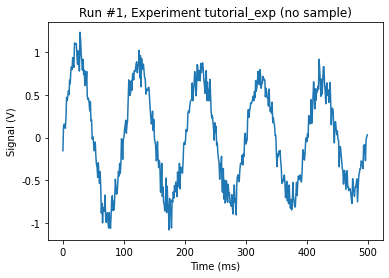 Run #1, Experiment tutorial_exp (no sample)
Signal (V)
1
0.5
0
-0.5
-1
0 100 200 300 400 500
Time (ms)